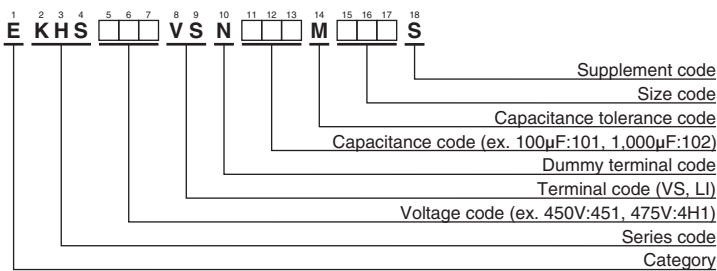 1 2 3 4 5 6 7 8 9 10 11 12 13 14 15 16 17 18
E KHS VS N M S
Supplement code
Size code
Capacitance tolerance code
Capacitance code (ex. 100µF:101, 1,000µF:102)
Dummy terminal code
Terminal code (VS, LI)
Voltage code (ex. 450V:451, 475V:4H1)
Series code
Category